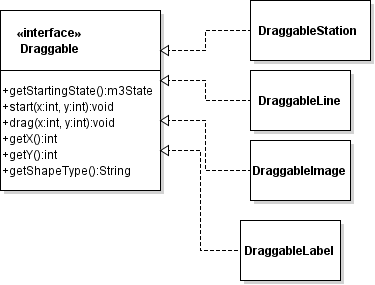 «interface»
Draggable
+getStartingState():m3State
+start(x:int, y:int):void
+drag(x:int, y:int):void
+getX():int
+getY():int
+getShapeType():String
DraggableStation
DraggableLine
DraggableImage
DraggableLabel